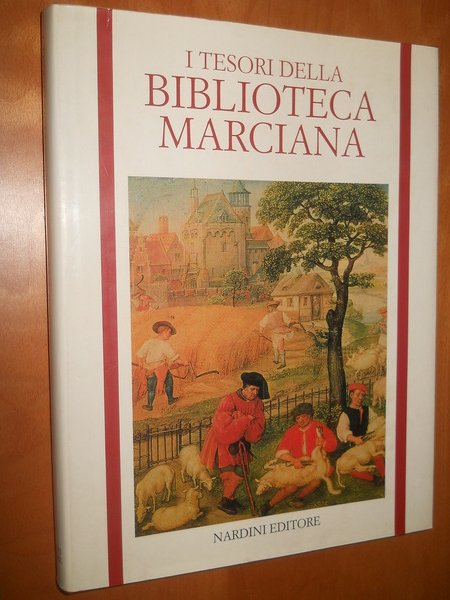 I TESORI DELLA
BIBLIOTECA
MARCIANA
NARDINI EDITORE